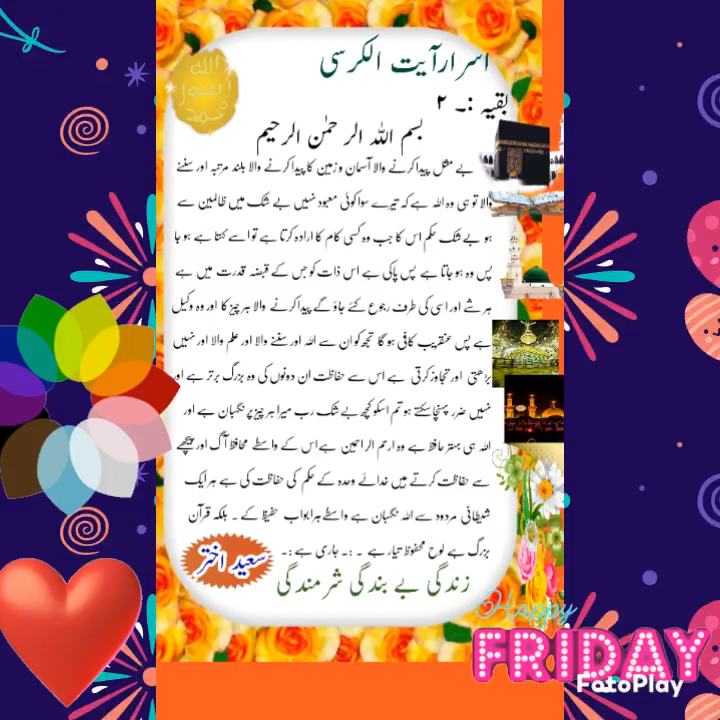 اسرار آیت الکرسی
بقیہ :۔ ۲
بسم اللہ الرحمٰن الرحیم
بے مثل پیدا کرنے والا آسمان و زمین کا پیدا کرنے والا بلند مرتبہ اور سننے
والا تو ہی وہ اللہ ہے کہ تیرے سوا کوئی معبود نہیں بے شک میں ظالمین سے
ہو بے شک حکم اس کا جب وہ کسی کام کا ارادہ کرتا ہے تو اسے کہتا ہے ہو جا
پس وہ ہو جاتا ہے پس پاکی ہے اس ذات کو جس کے قبضہ قدرت میں ہے
ہر شے اور اسی کی طرف رجوع کئے جاؤ گے پیدا کرنے والا ہر چیز کا اور وہ وکیل
ہے پس عنقریب کافی ہو گا تجھ کو ان سے اللہ اور سننے والا اور علم والا اور نہیں
بڑھتی اور تجاوز کرتی ہے اس سے حفاظت ان دونوں کی وہ بزرگ برتر ہے اور
نہیں ضرر پہنچا سکتے ہو تم اسکو کچھ بے شک رب میرا ہر چیز پر نگہبان ہے اور
اللہ ہی بہتر حافظ ہے وہ ارحم الراحمین ہے اس کے واسطے محافظ آگ اور پیچھے
سے حفاظت کرتے میں خدائے وحدہ کے حکم کی حفاظت کی ہے ہر ایک
شیطانی مردود سے اللہ نگہبان ہے واسطے ہر ابواب حفیظ کے ۔ بلکہ قرآن
بزرگ ہے لوح محفوظ تیار ہے ۔ :۔ جاری ہے :۔
سعید اختر
زندگی بے بندگی شرمندگی
Happy
FRIDAY
FotoPlay